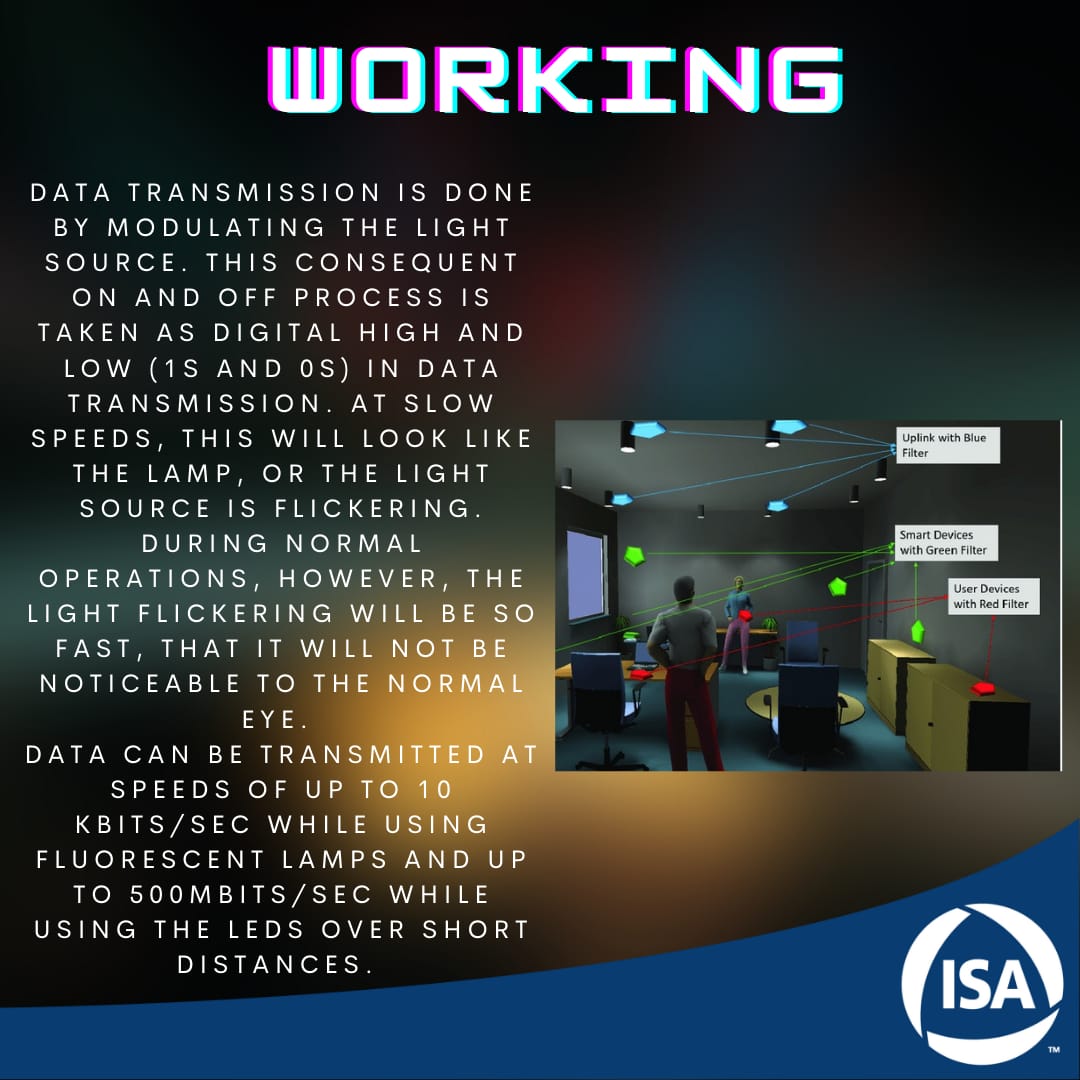 WORKING
DATA TRANSMISSION IS DONE
BY MODULATING THE LIGHT
SOURCE. THIS CONSEQUENT
ON AND OFF PROCESS IS
TAKEN AS DIGITAL HIGH AND
LOW (1S AND 0S) IN DATA
TRANSMISSION. AT SLOW
SPEEDS, THIS WILL LOOK LIKE
THE LAMP, OR THE LIGHT
SOURCE IS FLICKERING.
DURING NORMAL
OPERATIONS, HOWEVER, THE
LIGHT FLICKERING WILL BE SO
FAST, THAT IT WILL NOT BE
NOTICEABLE TO THE NORMAL
EYE.
DATA CAN BE TRANSMITTED AT
SPEEDS OF UP TO 10
KBITS/SEC WHILE USING
FLUORESCENT LAMPS AND UP
TO 500MBITS/SEC WHILE
USING THE LEDS OVER SHORT
DISTANCES.
Uplink with Blue
Filter
Smart Devices
with Green Filter
User Devices
with Red Filter
ISA
TM